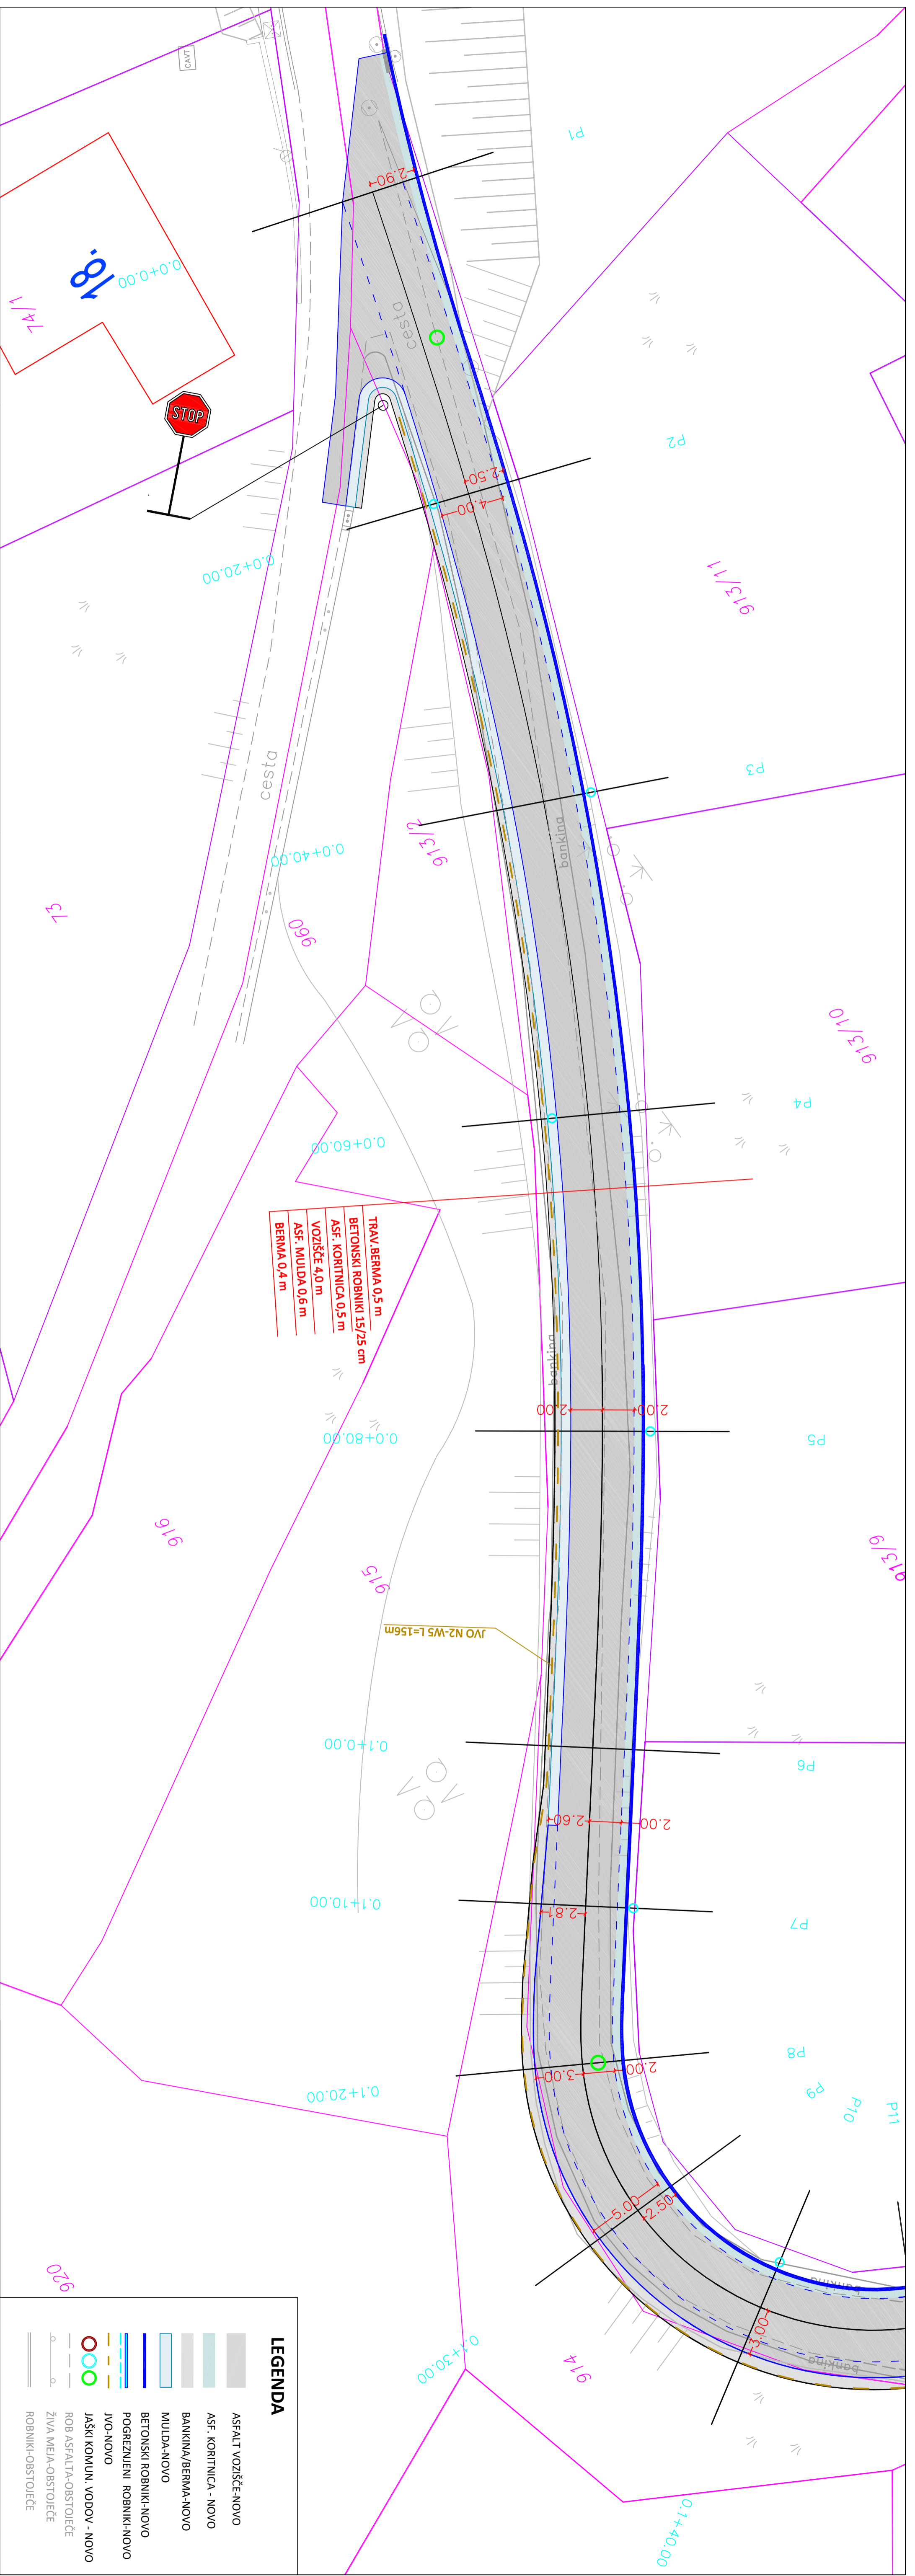 CAVT
P1
2.90
0.0+0.00
18.
74/1
cesta
STOP
P2
2.50
4.00
0.0+20.00
913/11
cesta
P3
bankina
913/2
0.0+40.00
73
960
913/10
P4
0.0+60.00
TRAV.BERMA 0,5 m
BETONSKI ROBNIKI 15/25 cm
ASF. KORITNICA 0,5 m
VOZIŠČE 4,0 m
ASF. MULDA 0,6 m
BERMA 0,4 m
bankina
2.00
2.00
P5
0.0+80.00
916
915
913/9
JVO N2-W5 L=156m
0.1+0.00
P6
2.60
2.00
0.1+10.00
2.81
P7
P8
3.00
2.00
0.1+20.00
P9
P10
P11
5.00
2.50
bankina
3.00
bankina
920
0.1+30.00
914
0.1+40.00
LEGENDA
ASFALT VOZIŠČE-NOVO
ASF. KORITNICA - NOVO
BANKINA/BERMA-NOVO
MULDA-NOVO
BETONSKI ROBNIKI-NOVO
POGREZNJENI ROBNIKI-NOVO
JVO-NOVO
JAŠKI KOMUN. VODOV - NOVO
ROB ASFALTA-OBSTOJEČE
ŽIVA MEJA-OBSTOJEČE
ROBNIKI-OBSTOJEČE